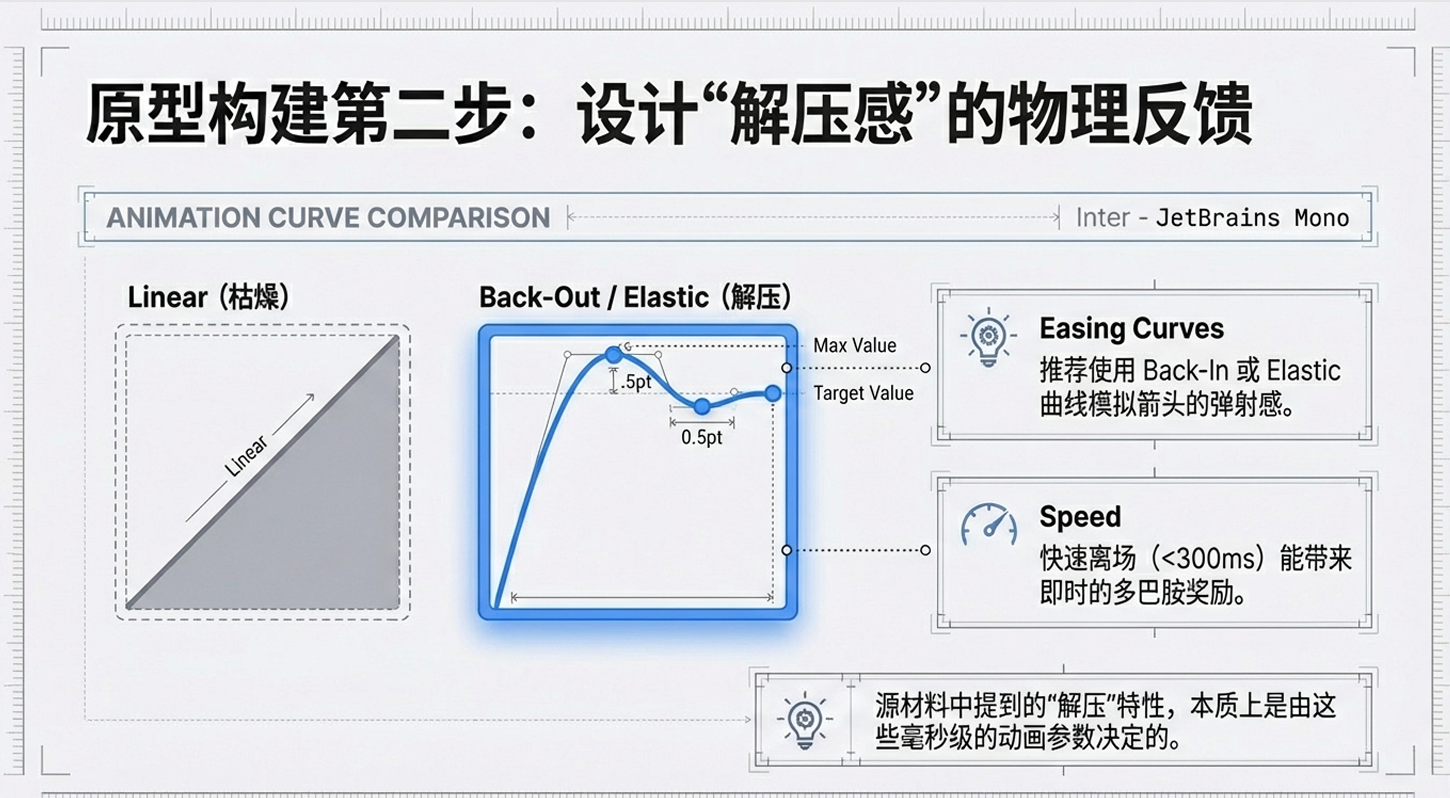 原型构建第二步：设计“解压感”的物理反馈
ANIMATION CURVE COMPARISON
Inter - JetBrains Mono
Linear（枯燥）
Linear
Back-Out / Elastic（解压）
.5pt
0.5pt
Max Value
Target Value
Easing Curves
推荐使用 Back-In 或 Elastic
曲线模拟箭头的弹射感。
Speed
快速离场（<300ms）能带来
即时的多巴胺奖励。
源材料中提到的“解压”特性，本质上是由这
些毫秒级的动画参数决定的。